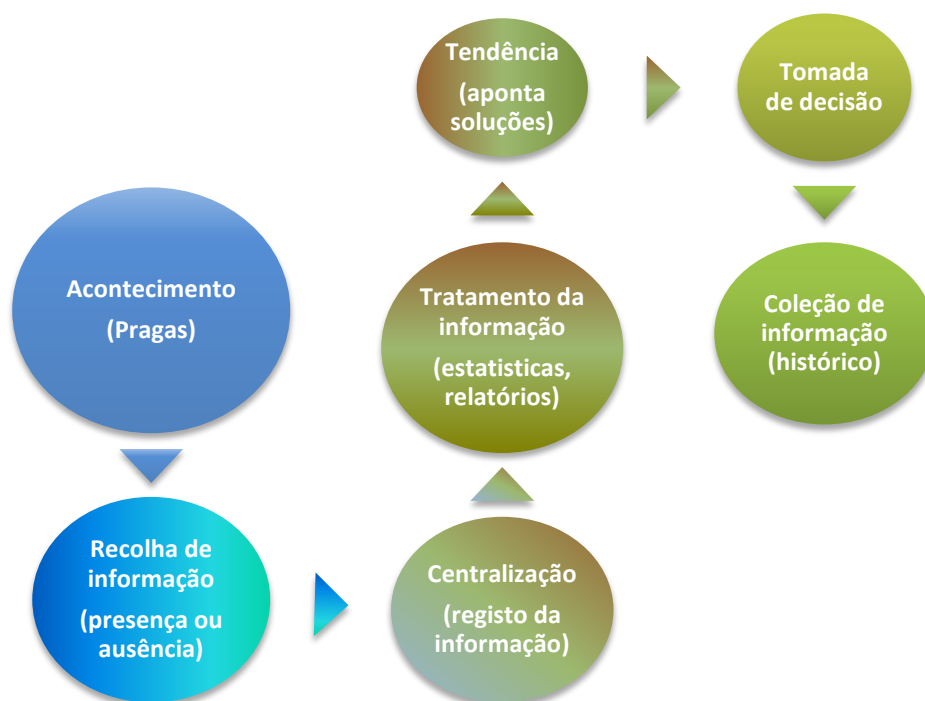 Acontecimento
(Pragas)
Recolha de
informação
(presença ou
ausência)
Centralização
(registo da
informação)
Tratamento da
informação
(estatisticas,
relatórios)
Tendência
(aponta
soluções)
Tomada
de decisão
Coleção de
informação
(histórico)